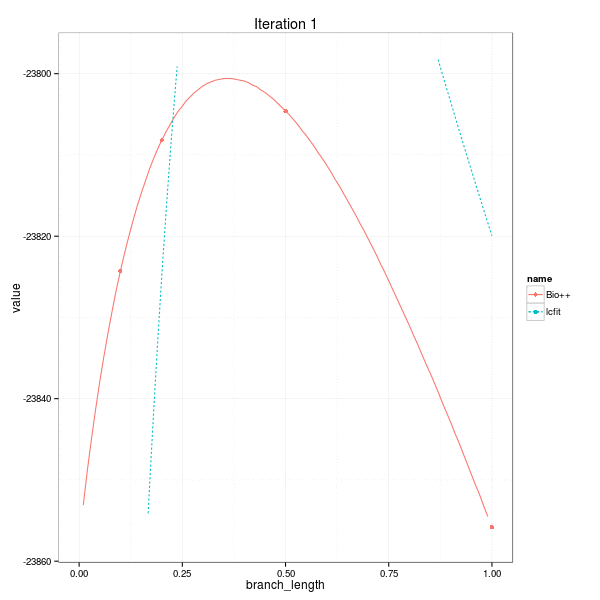 Iteration 1
-23800
-23820
-23840
-23860
value
0.00
0.25
0.50
0.75
1.00
branch_length
name
Bio++
lcfit